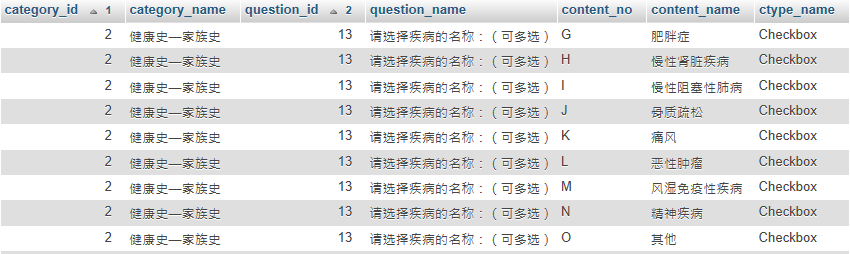 category_id 1 category_name question_id 2 question_name content_no content_name ctype_name
2 健康史—家族史 13 请选择疾病的名称：（可多选） G 肥胖症 Checkbox
2 健康史—家族史 13 请选择疾病的名称：（可多选） H 慢性肾脏疾病 Checkbox
2 健康史—家族史 13 请选择疾病的名称：（可多选） I 慢性阻塞性肺病 Checkbox
2 健康史—家族史 13 请选择疾病的名称：（可多选） J 骨质疏松 Checkbox
2 健康史—家族史 13 请选择疾病的名称：（可多选） K 痛风 Checkbox
2 健康史—家族史 13 请选择疾病的名称：（可多选） L 恶性肿瘤 Checkbox
2 健康史—家族史 13 请选择疾病的名称：（可多选） M 风湿免疫性疾病 Checkbox
2 健康史—家族史 13 请选择疾病的名称：（可多选） N 精神疾病 Checkbox
2 健康史—家族史 13 请选择疾病的名称：（可多选） O 其他 Checkbox